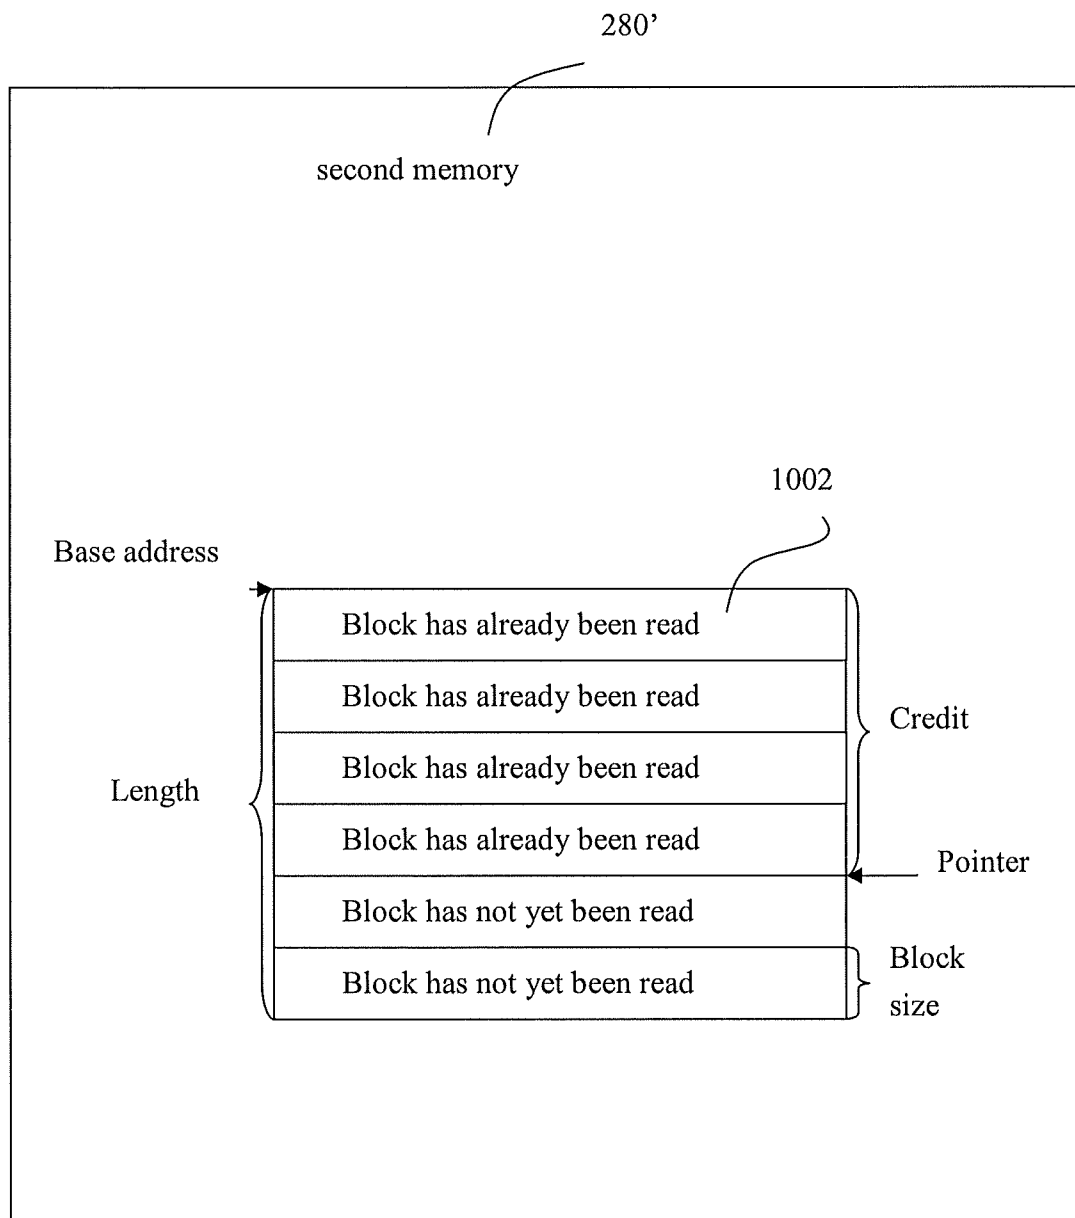 280’
second memory
1002
Base address
Block has already been read
Block has already been read
Credit
Block has already been read
Length
Block has already been read
Pointer
Block has not yet been read
Block
Block has not yet been read
size